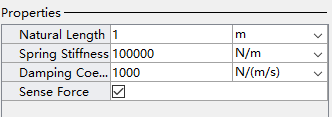 Properties
Natural Length 1 m
Spring Stiffness 100000 N/m
Damping Coe... 1000 N/(m/s)
Sense Force